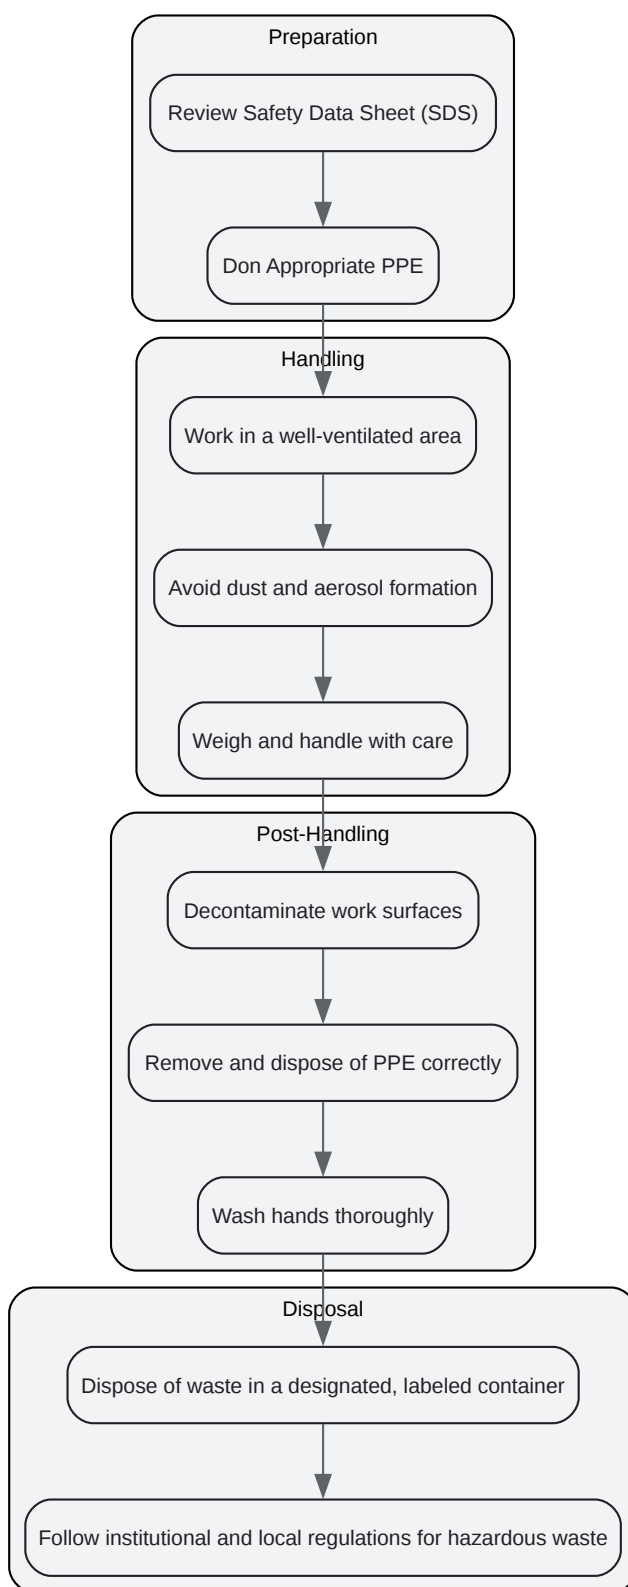 Preparation
Review Safety Data Sheet (SDS)
Don Appropriate PPE
Handling
Work in a well-ventilated area
Avoid dust and aerosol formation
Weigh and handle with care
Post-Handling
Decontaminate work surfaces
Remove and dispose of PPE correctly
Wash hands thoroughly
Disposal
Dispose of waste in a designated, labeled container
Follow institutional and local regulations for hazardous waste